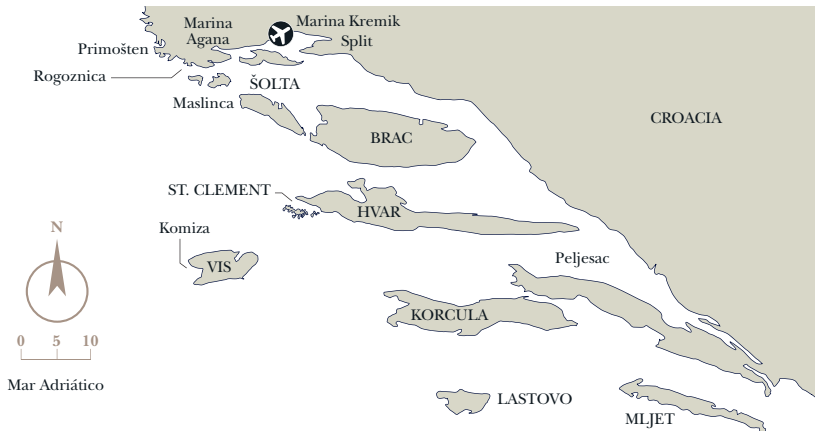 Marina
Agana
Marina Kremik
Split
Primošten
Rogoznica
ŠOLTA
Maslinca
BRAC
CROACIA
ST. CLEMENT
HVAR
Komiza
N
VIS
Peljesac
KORCULA
0 5 10
Mar Adriático
LASTOVO
MLJET